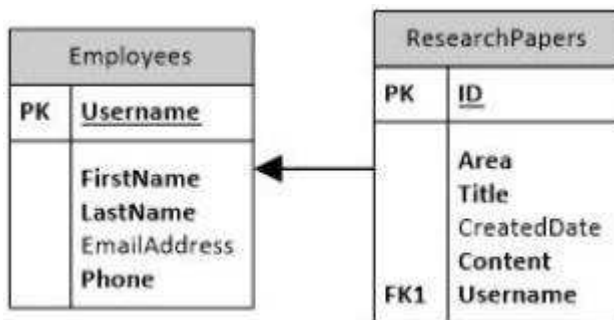 Employees
PK Username
FirstName
LastName
EmailAddress
Phone
ResearchPapers
PK ID
Area
Title
CreatedDate
Content
FK1 Username